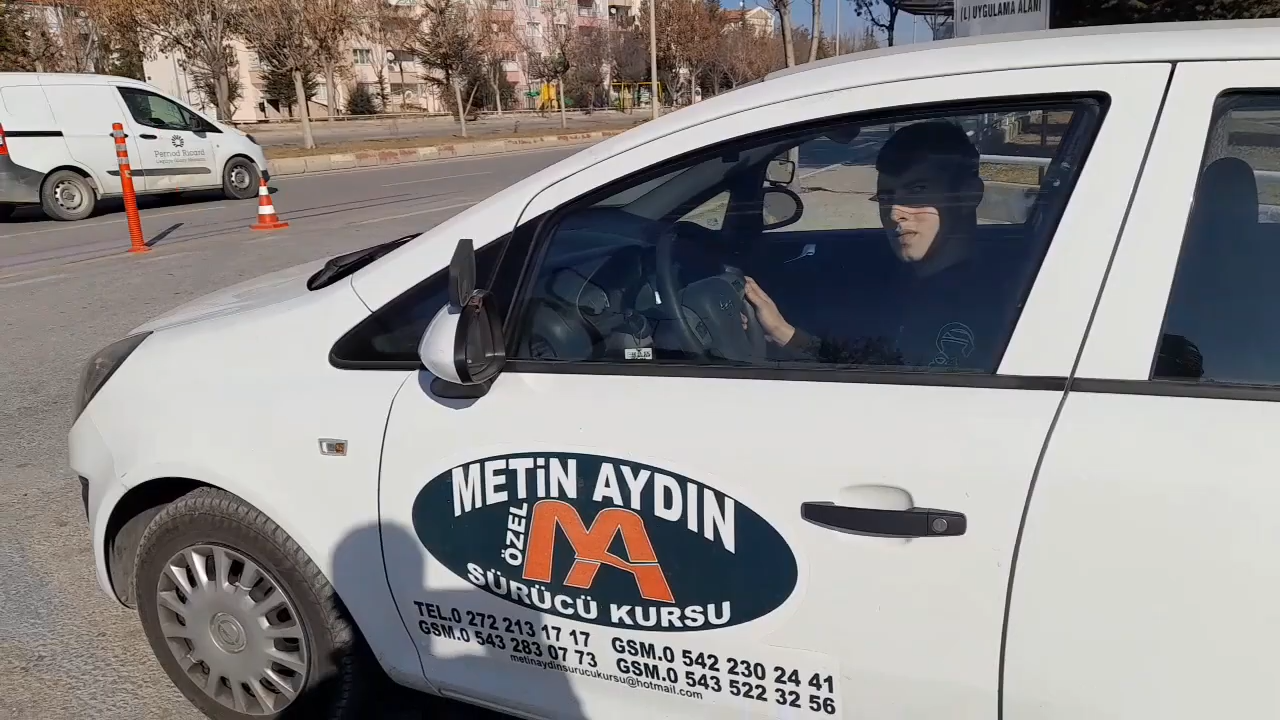 (L) UYGULAMA ALANI
Pernod Ricard
METİN AYDIN
ÖZEL
MA
SÜRÜCÜ KURSU
TEL.0 272 213 17 17
GSM.0 542 230 24 41
GSM.0 543 283 07 73
GSM.0 543 522 32 56
metinaydinsurucukursu@hotmail.com